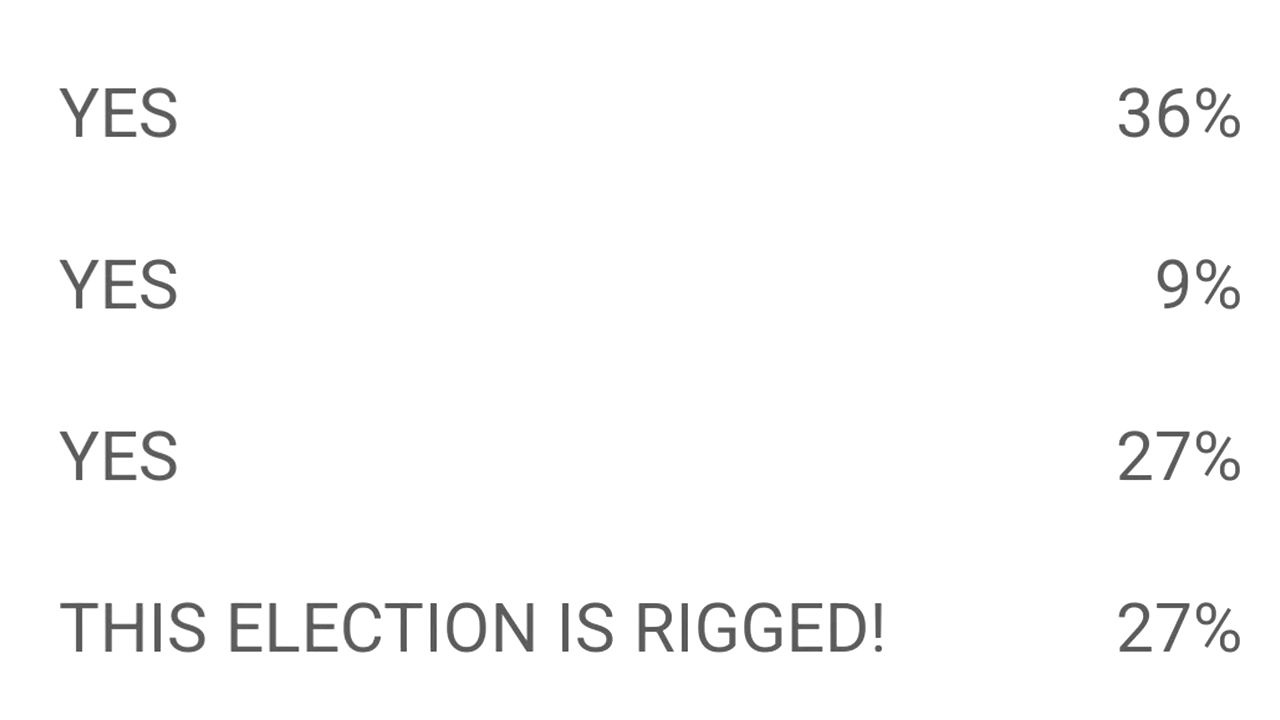 YES 36%
YES 9%
YES 27%
THIS ELECTION IS RIGGED! 27%